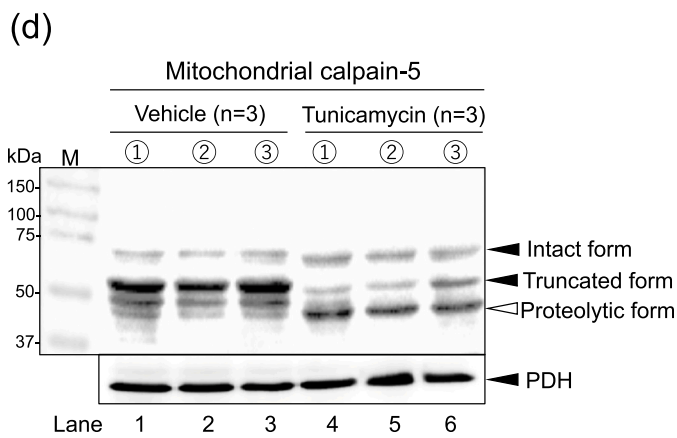 (d)
Mitochondrial calpain-5
Vehicle (n=3) Tunicamycin (n=3)
kDa M ① ② ③ ① ② ③
150
100
75
Intact form
Truncated form
50
Proteolytic form
37
PDH
Lane 1 2 3 4 5 6